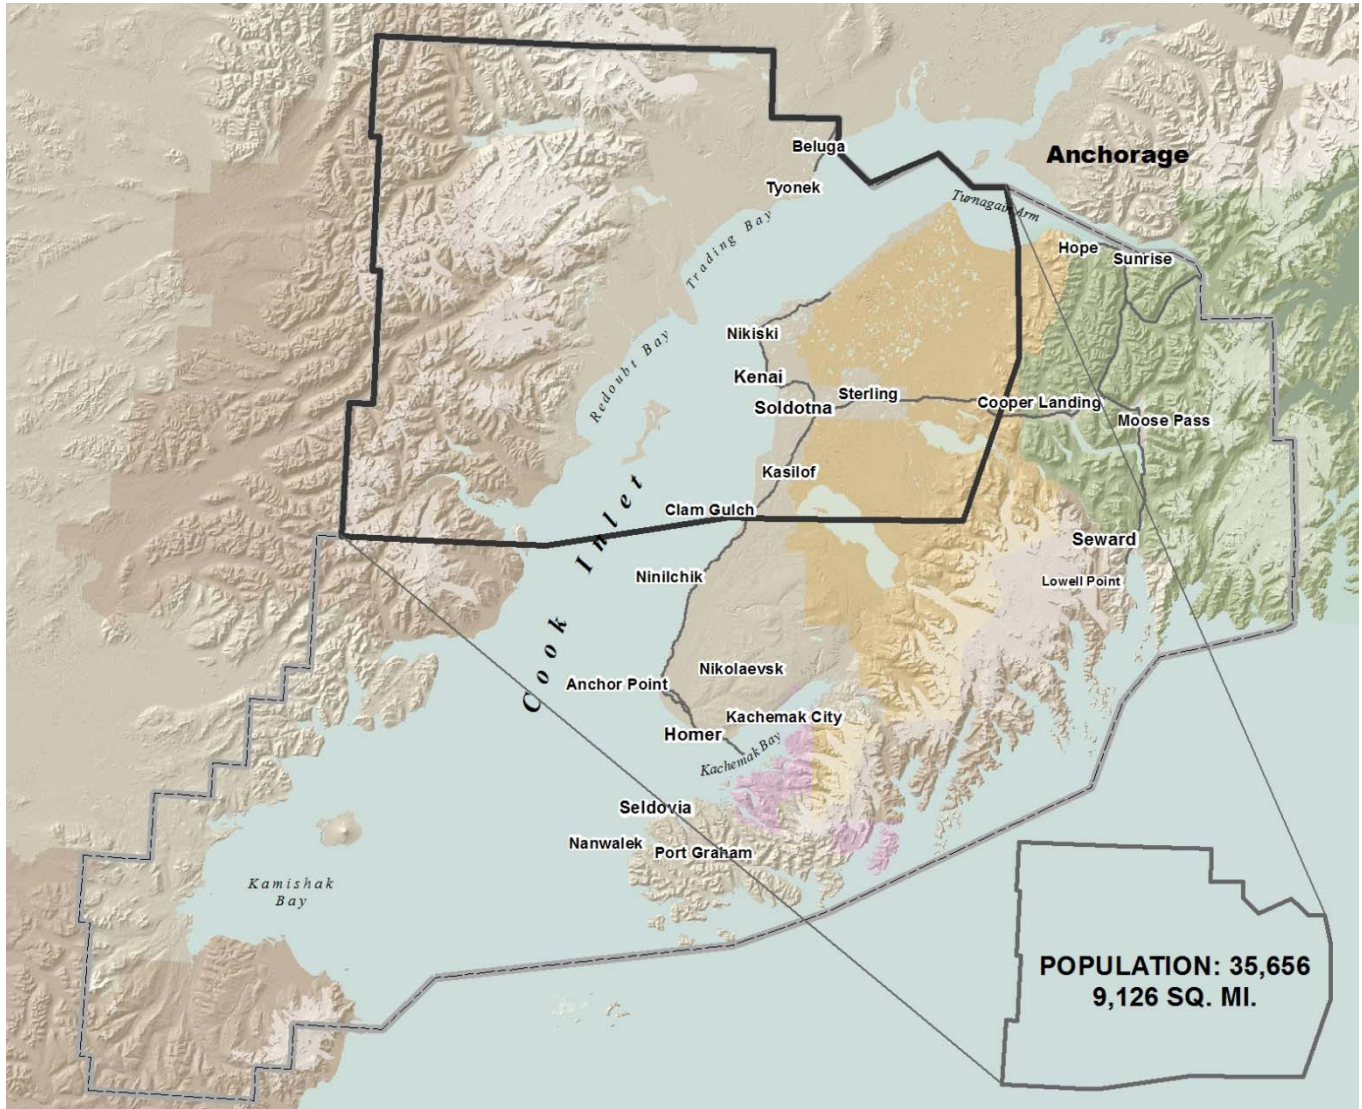 Beluga
Anchorage
Tyonek
Turnagain Arm
Trading Bay
Hope
Sunrise
Nikiski
Redoubt Bay
Kenai
Sterling
Soldotna
Cooper Landing
Moose Pass
Kasilof
Clam Gulch
Cook Inlet
Seward
Ninilchik
Lowell Point
Nikolaevsk
Anchor Point
Kachemak City
Homer
Kachemak Bay
Seldovia
Nanwalek
Port Graham
Kamishak
Bay
POPULATION: 35,656
9,126 SQ. MI.